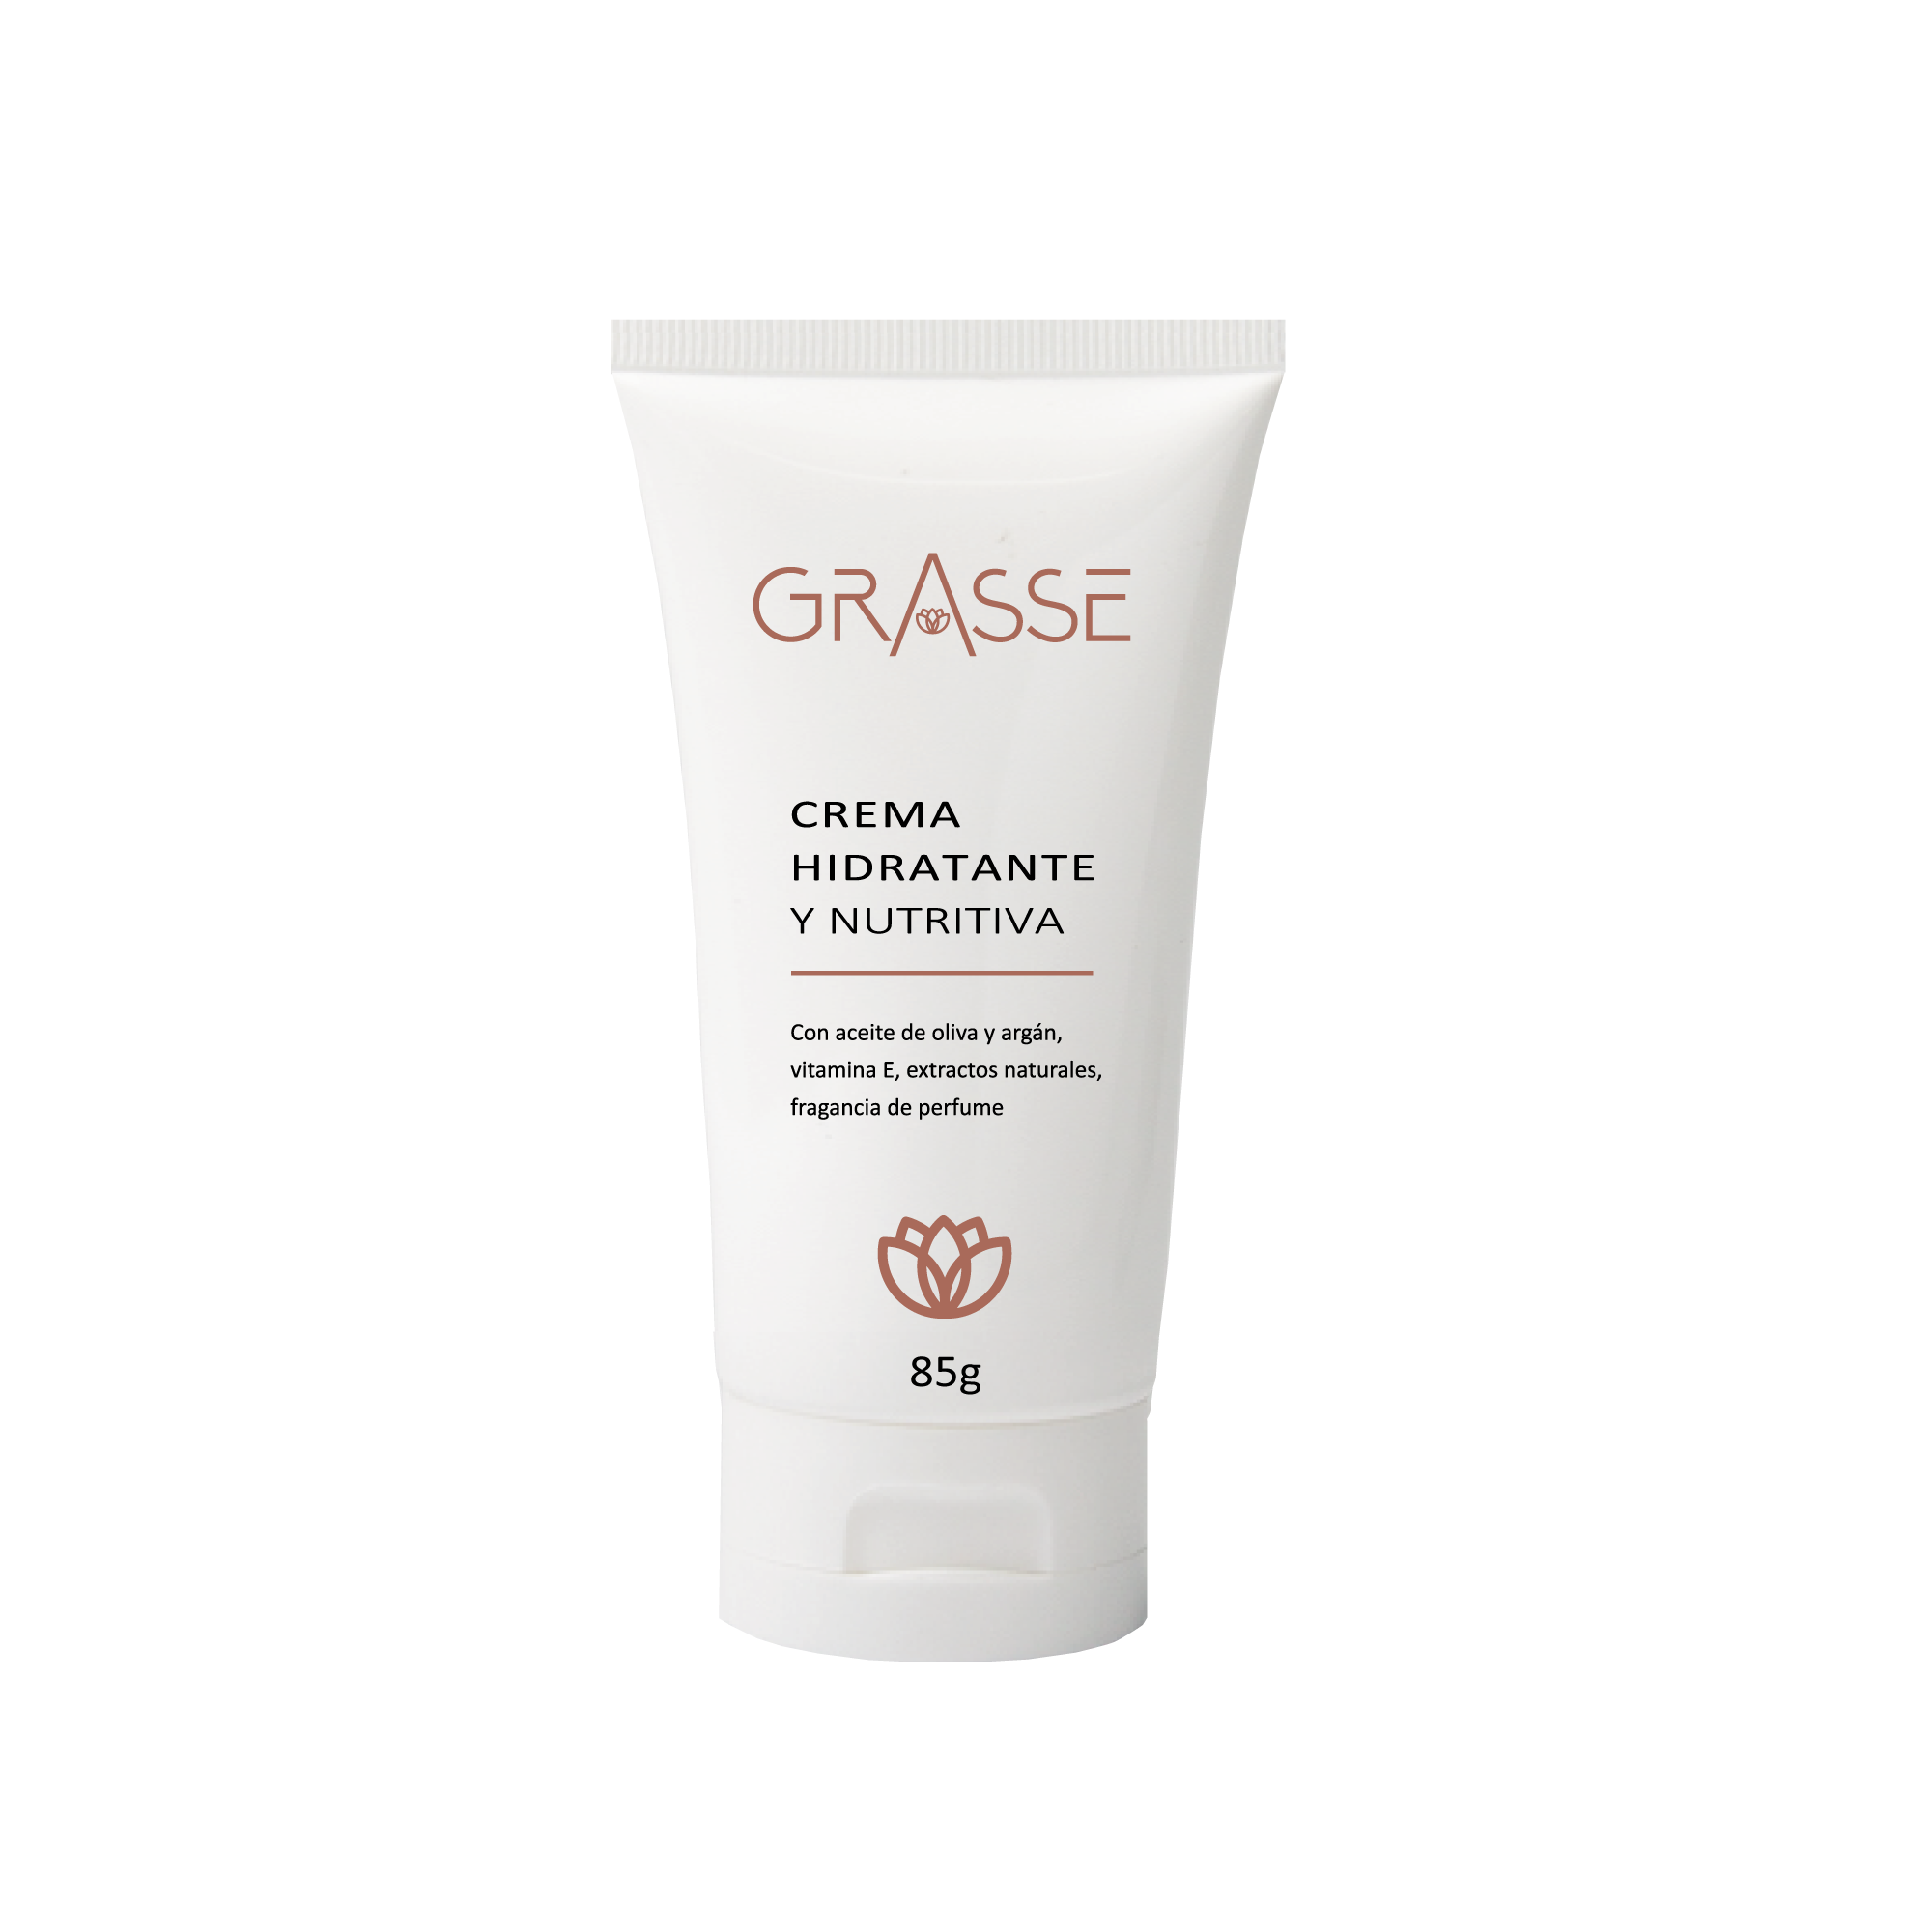 GRASSE
CREMA
HIDRATANTE
Y NUTRITIVA
Con aceite de oliva y argán,
vitamina E, extractos naturales,
fragancia de perfume
85g